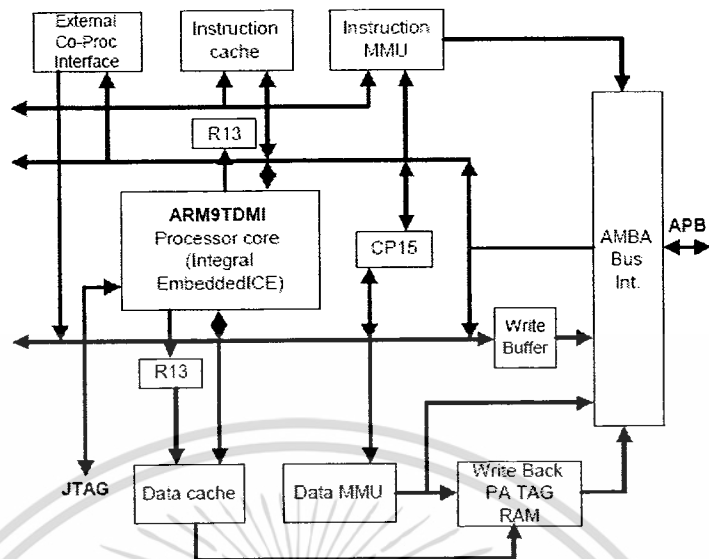 External
Co-Proc
Interface
Instruction
cache
Instruction
MMU
R13
ARM9TDMI
Processor core
(Integral
EmbeddedICE)
CP15
AMBA
Bus
Int.
APB
Write
Buffer
R13
JTAG
Data cache
Data MMU
Write Back
PA TAG
RAM